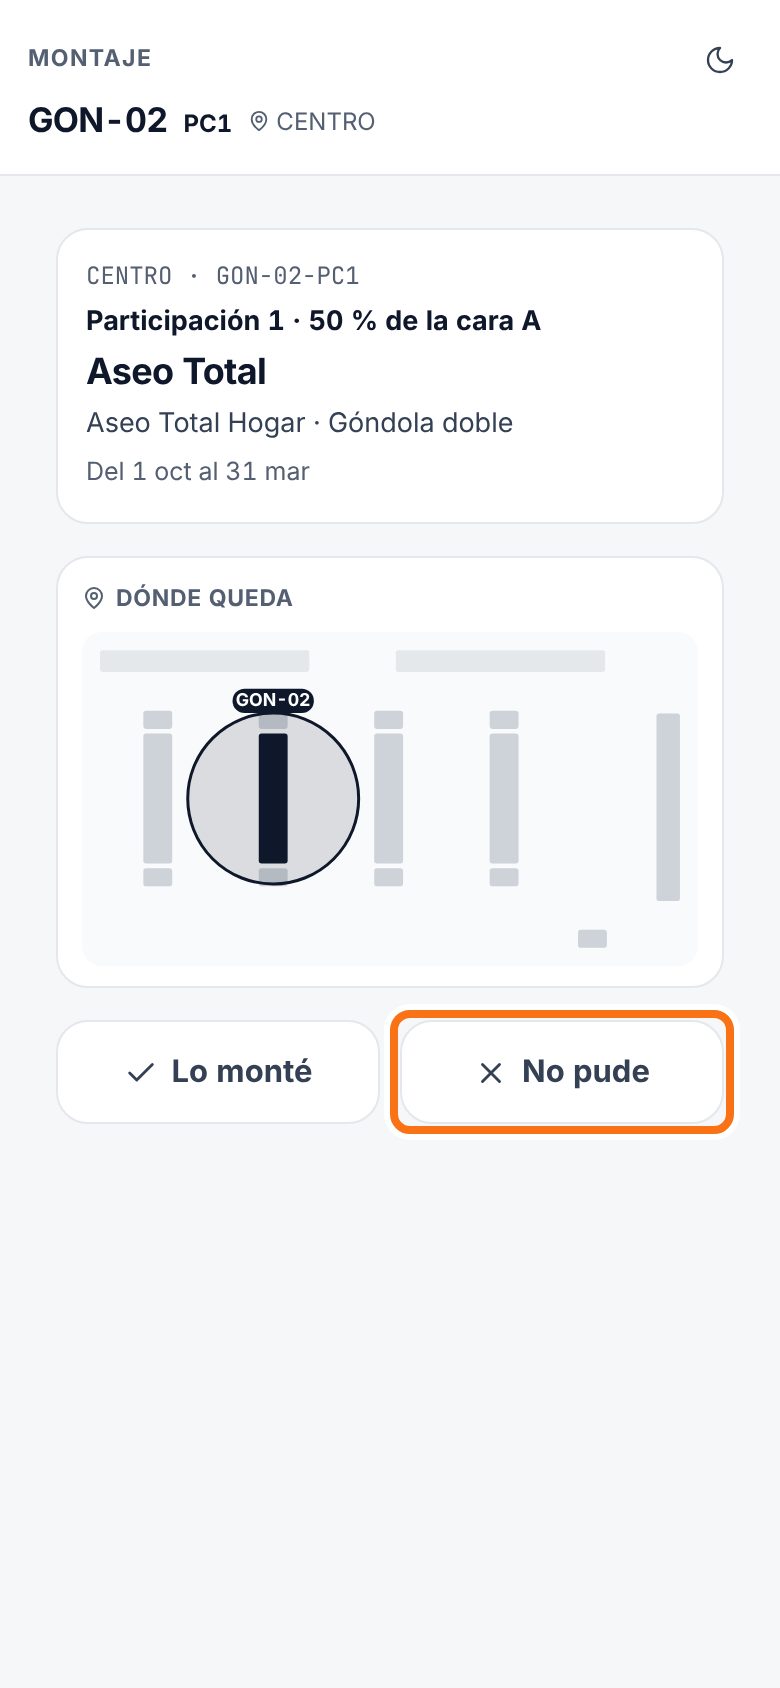 MONTAJE
GON-02 PC1 CENTRO
CENTRO · GON-02-PC1
Participación 1 · 50 % de la cara A
Aseo Total
Aseo Total Hogar · Góndola doble
Del 1 oct al 31 mar
DÓNDE QUEDA
GON-02
Lo monté
No pude